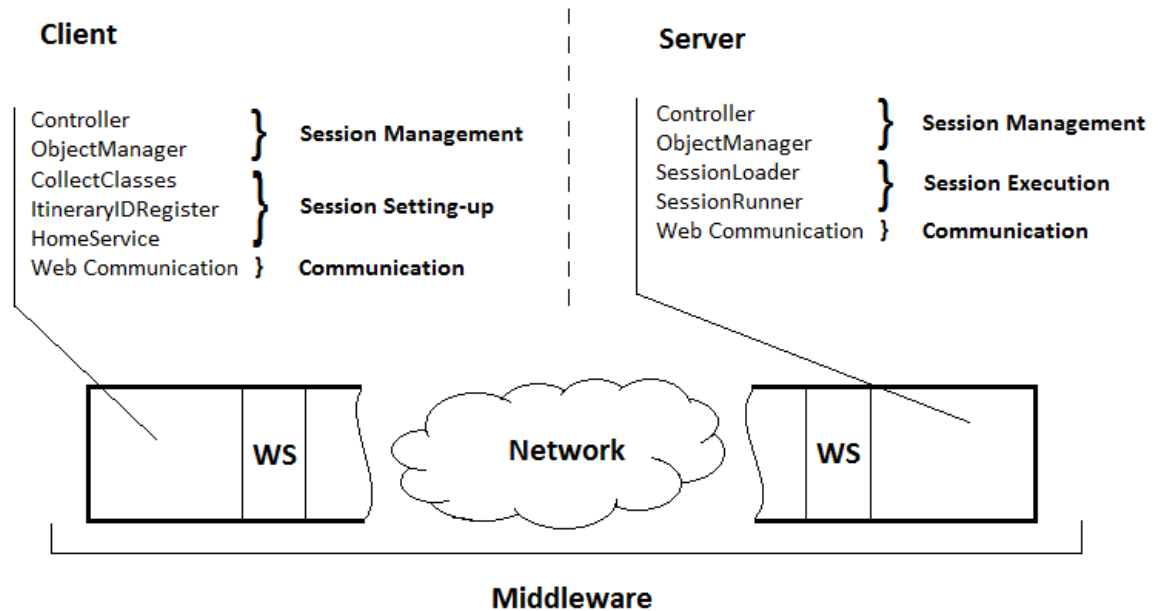 Client
Controller
ObjectManager
Session Management
CollectClasses
ItineraryIDRegister
HomeService
Session Setting-up
Web Communication
Communication
Server
Controller
ObjectManager
Session Management
SessionLoader
SessionRunner
Session Execution
Web Communication
Communication
WS
Network
WS
Middleware